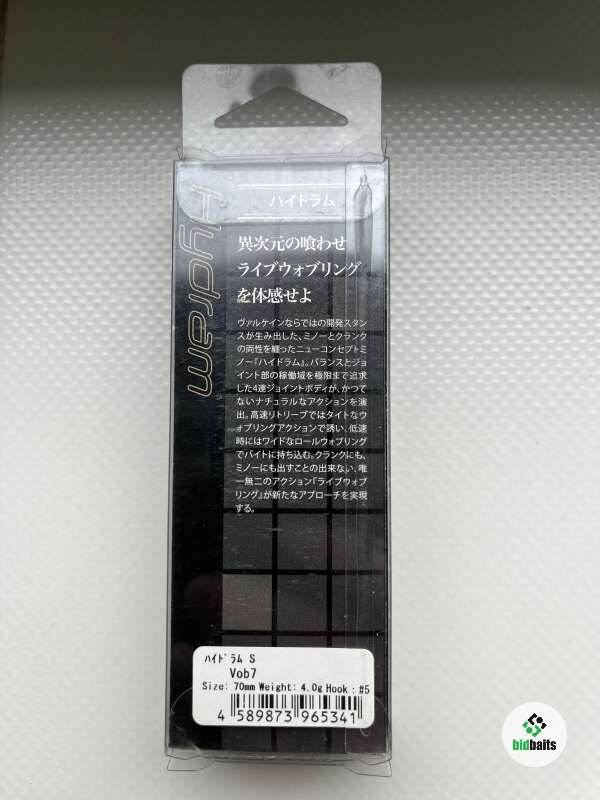 Hydram
ハイドラム
異次元の喰わせ
ライブウォブリング
を体感せよ
ヴァルケインならではの開発スタン
スが生み出した、ミノーとクランク
の両性を纏ったニューコンセプトミ
ノー『ハイドラム』。バランスとジョ
イント部の稼働域を極限まで追求
した4連ジョイントボディが、かつて
ないナチュラルなアクションを演
出。高速リトリーブではタイトなウ
ォブリングアクションで誘い、低速
時にはワイドなロールウォブリング
でバイトに持ち込む。クランクにも、
ミノーにも出すことの出来ない、唯
一無二のアクション『ライブウォブ
リング』が新たなアプローチを実現
する。
ﾊｲﾄﾞﾗﾑ S
Vob7
Size: 70mm Weight: 4.0g Hook : #5
4 589873 965341
bidbaits